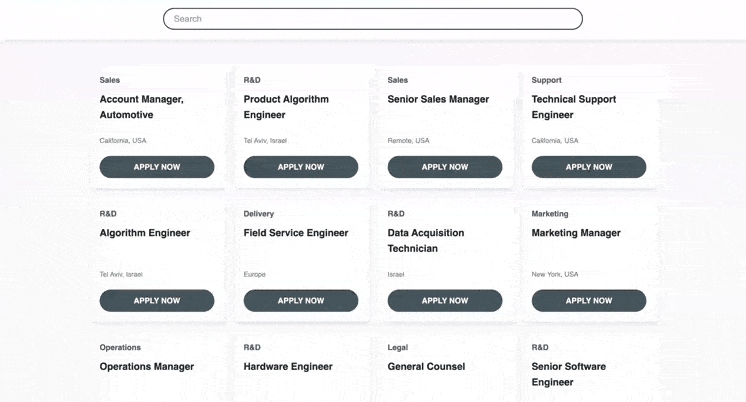 Search
Sales
Account Manager,
Automotive
California, USA
APPLY NOW
R&D
Product Algorithm
Engineer
Tel Aviv, Israel
APPLY NOW
Sales
Senior Sales Manager
Remote, USA
APPLY NOW
Support
Technical Support
Engineer
California, USA
APPLY NOW
R&D
Algorithm Engineer
Tel Aviv, Israel
APPLY NOW
Delivery
Field Service Engineer
Europe
APPLY NOW
R&D
Data Acquisition
Technician
Israel
APPLY NOW
Marketing
Marketing Manager
New York, USA
APPLY NOW
Operations
Operations Manager
R&D
Hardware Engineer
Legal
General Counsel
R&D
Senior Software
Engineer